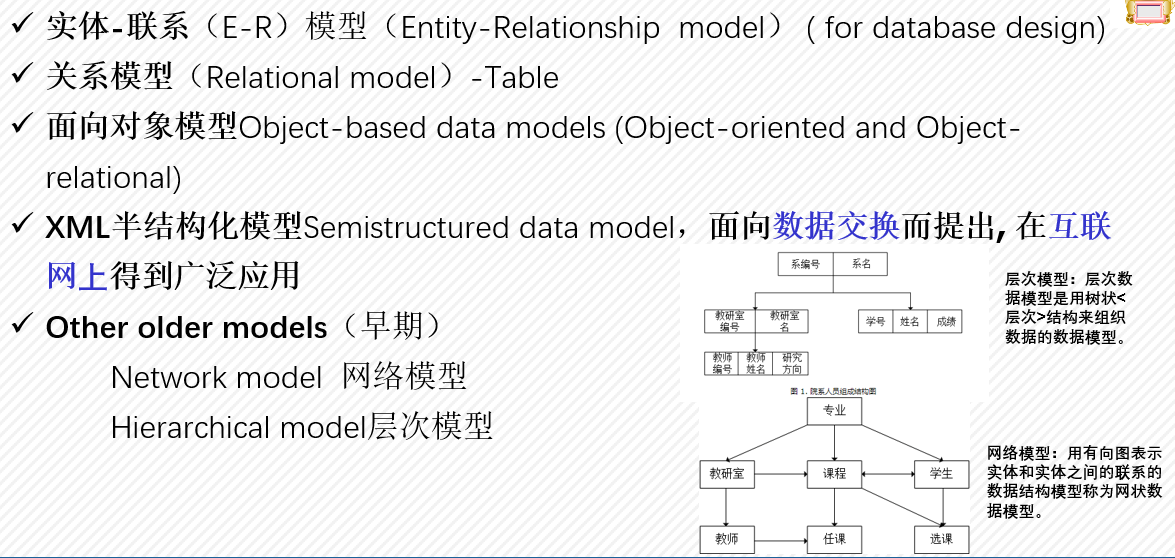 ✓ 实体-联系（E-R）模型（Entity-Relationship model） ( for database design)
✓ 关系模型（Relational model）-Table
✓ 面向对象模型Object-based data models (Object-oriented and Object-
relational)
✓ XML半结构化模型Semistructured data model，面向数据交换而提出, 在互联
网上得到广泛应用
✓ Other older models（早期）
Network model 网络模型
Hierarchical model层次模型
系编号 系名
教研室
编号
教研室
名
学号 姓名 成绩
教师
编号
教师
姓名
研究
方向
图 1. 院系人员组成结构图
层次模型：层次数
据模型是用树状<
层次>结构来组织
数据的数据模型。
专业
教研室 课程 学生
教师 任课 选课
网络模型：用有向图表示
实体和实体之间的联系的
数据结构模型称为网状数
据模型。